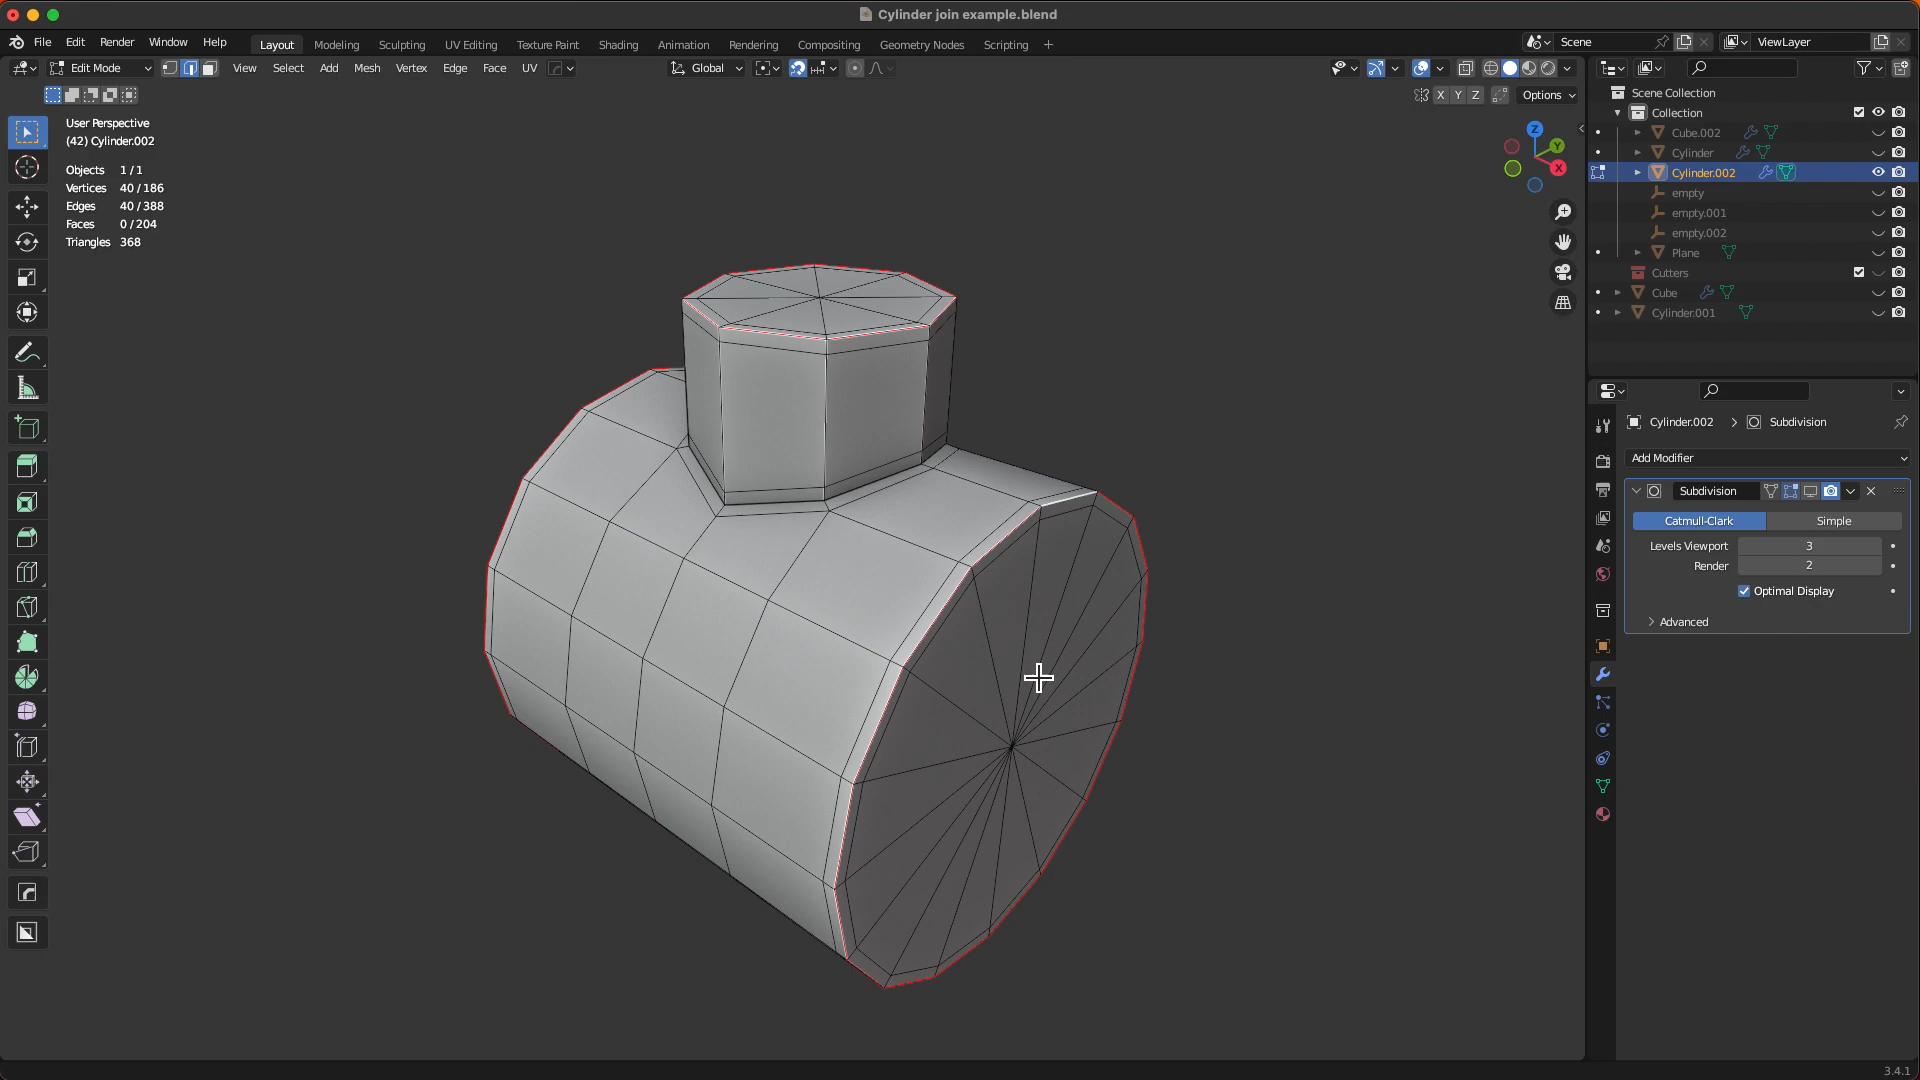 Cylinder join example.blend
File Edit Render Window Help
Layout Modeling Sculpting UV Editing Texture Paint Shading Animation Rendering Compositing Geometry Nodes Scripting +
Scene
ViewLayer
Edit Mode View Select Add Mesh Vertex Edge Face UV
Global
X Y Z Options
User Perspective
(42) Cylinder.002
Objects 1/1
Vertices 40/186
Edges 40/388
Faces 0/204
Triangles 368
Z
Y
X
Scene Collection
Collection
Cube.002
Cylinder
Cylinder.002
empty
empty.001
empty.002
Plane
Cutters
Cube
Cylinder.001
Cylinder.002 > Subdivision
Add Modifier
Subdivision
Catmull-Clark Simple
Levels Viewport 3
Render 2
Optimal Display
Advanced
3.4.1